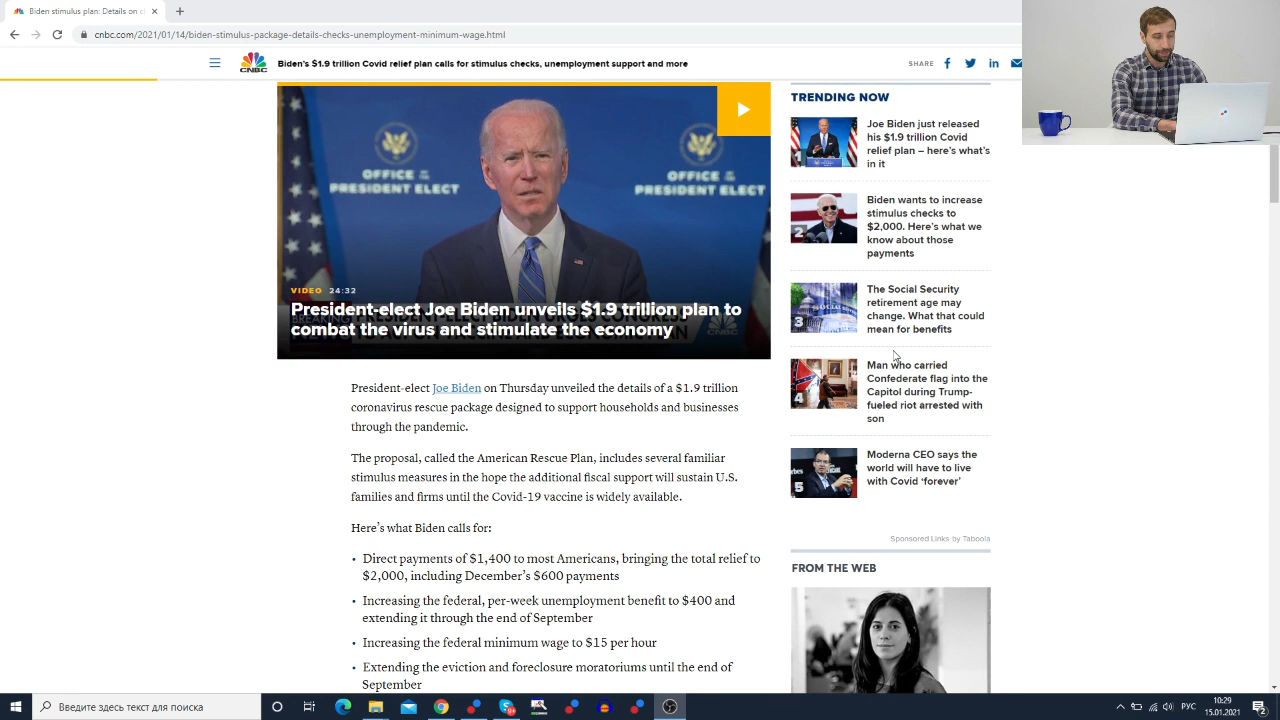 Biden Stimulus Plan: Details on cl
cnbc.com/2021/01/14/biden-stimulus-package-details-checks-unemployment-minimum-wage.html
CNBC
Biden's $1.9 trillion Covid relief plan calls for stimulus checks, unemployment support and more
SHARE
OFFICE OF THE
PRESIDENT ELECT
OFFICE OF THE
PRESIDENT ELECT
VIDEO 24:32
President-elect Joe Biden unveils $1.9 trillion plan to
combat the virus and stimulate the economy
CNBC
President-elect Joe Biden on Thursday unveiled the details of a $1.9 trillion
coronavirus rescue package designed to support households and businesses
through the pandemic.
The proposal, called the American Rescue Plan, includes several familiar
stimulus measures in the hope the additional fiscal support will sustain U.S.
families and firms until the Covid-19 vaccine is widely available.
Here's what Biden's plan calls for:
• Direct payments of $1,400 to most Americans, bringing the total relief to
$2,000, including December's $600 payments
• Increasing the federal, per-week unemployment benefit to $400 and
extending it through the end of September
• Increasing the federal minimum wage to $15 per hour
• Extending the eviction and foreclosure moratoriums until the end of
September
TRENDING NOW
Joe Biden just released
his $1.9 trillion Covid
relief plan – here's what's
in it
2
Biden wants to increase
stimulus checks to
$2,000. Here's what we
know about those
payments
3
The Social Security
retirement age may
change. What that could
mean for benefits
4
Man who carried
Confederate flag into the
Capitol during Trump-
fueled riot arrested with
son
5
Moderna CEO says the
world will have to live
with Covid ‘forever’
Sponsored Links by Taboola
FROM THE WEB
Введите здесь текст для поиска
РУС
10:29
15.01.2021
2